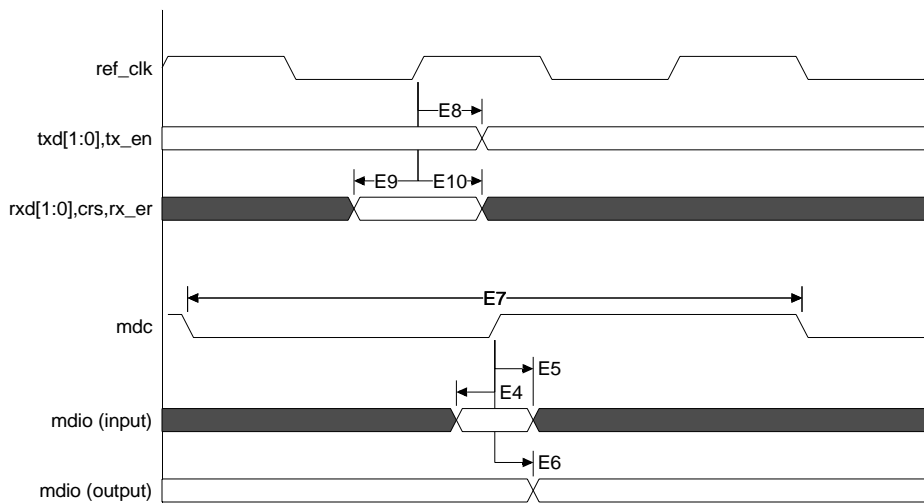 ref_clk
E8
txd[1:0],tx_en
E9
E10
rxd[1:0],crs,rx_er
E7
mdc
E5
E4
mdio (input)
E6
mdio (output)